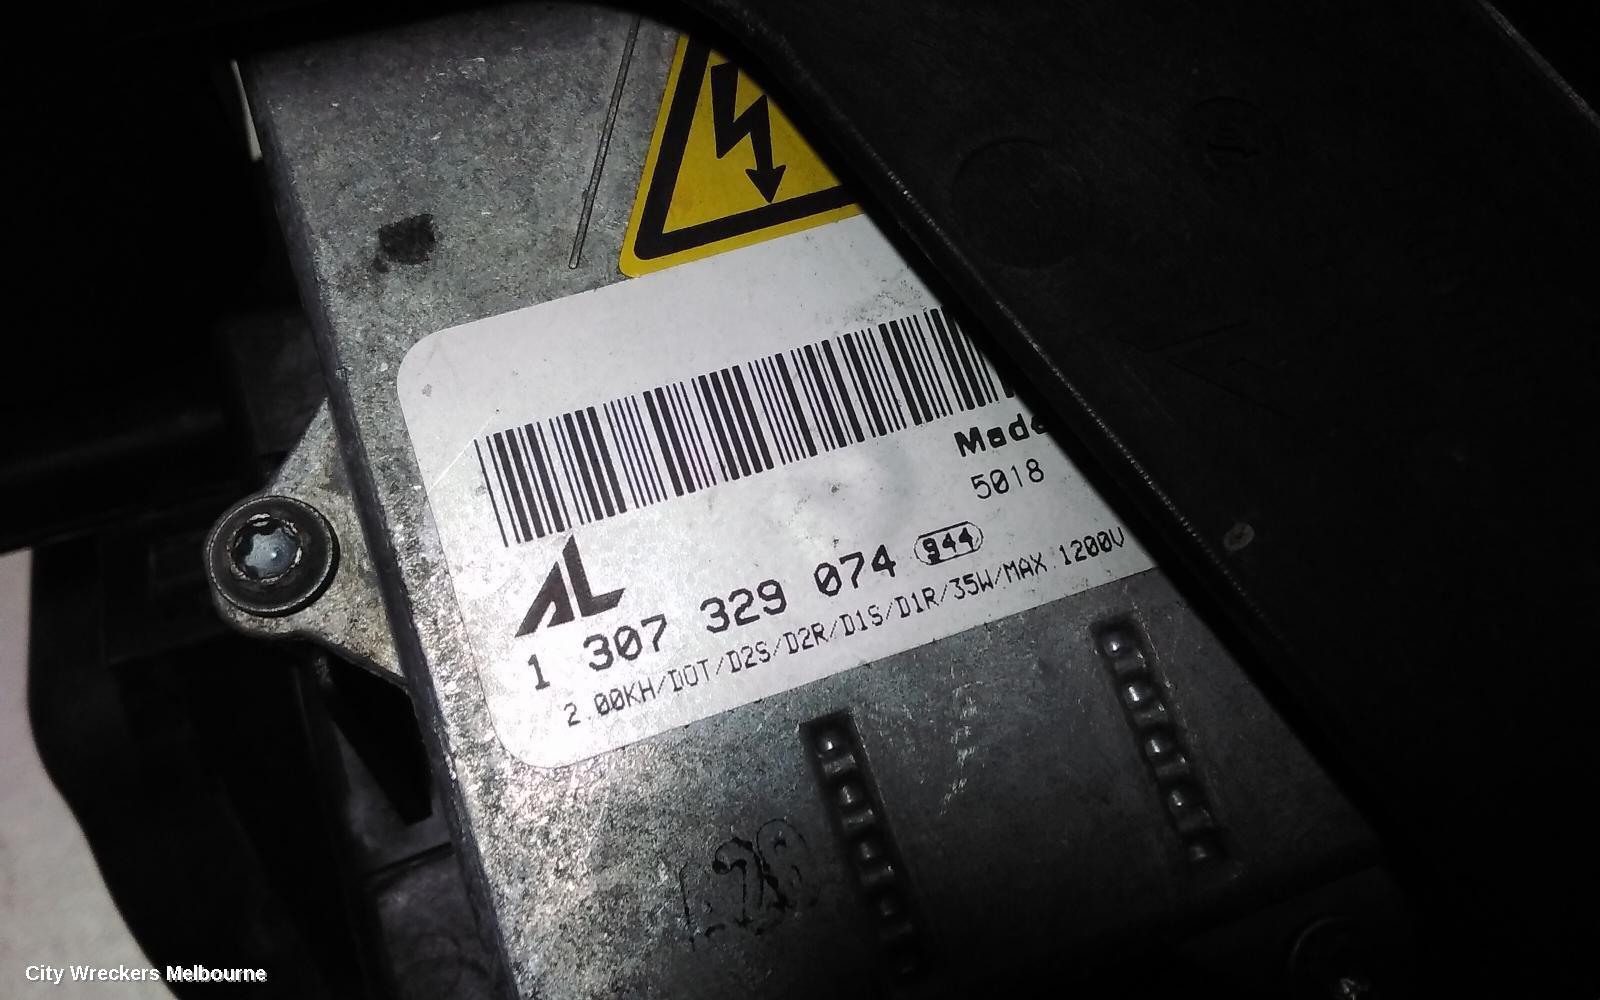 Made
5018
AL
1 307 329 074 944
2.00KH/DOT/D2S/D2R/D1S/D1R/35W/MAX 1200V
City Wreckers Melbourne